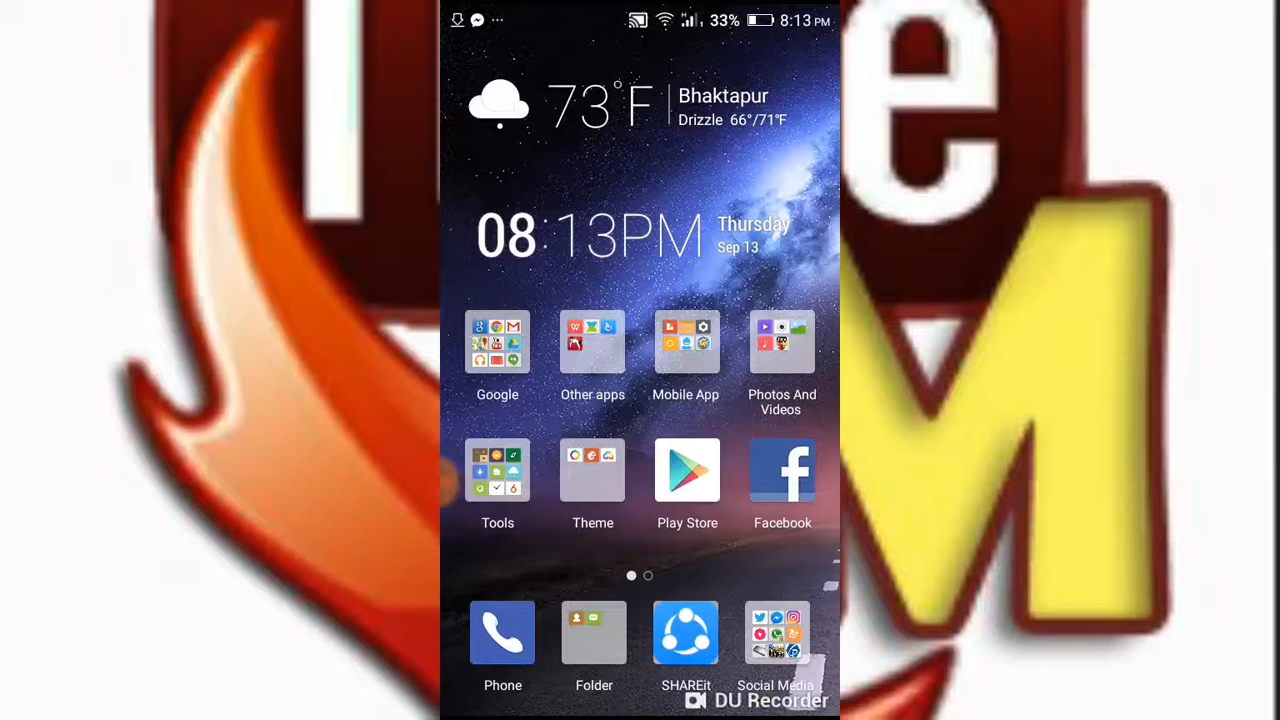 33% 8:13 PM
73°F
Bhaktapur
Drizzle 66°/71°F
08:13PM
Thursday
Sep 13
Google
Other apps
Mobile App
Photos And
Videos
Tools
Theme
Play Store
Facebook
Phone
Folder
SHAREit
Social Media
DU Recorder
e
M